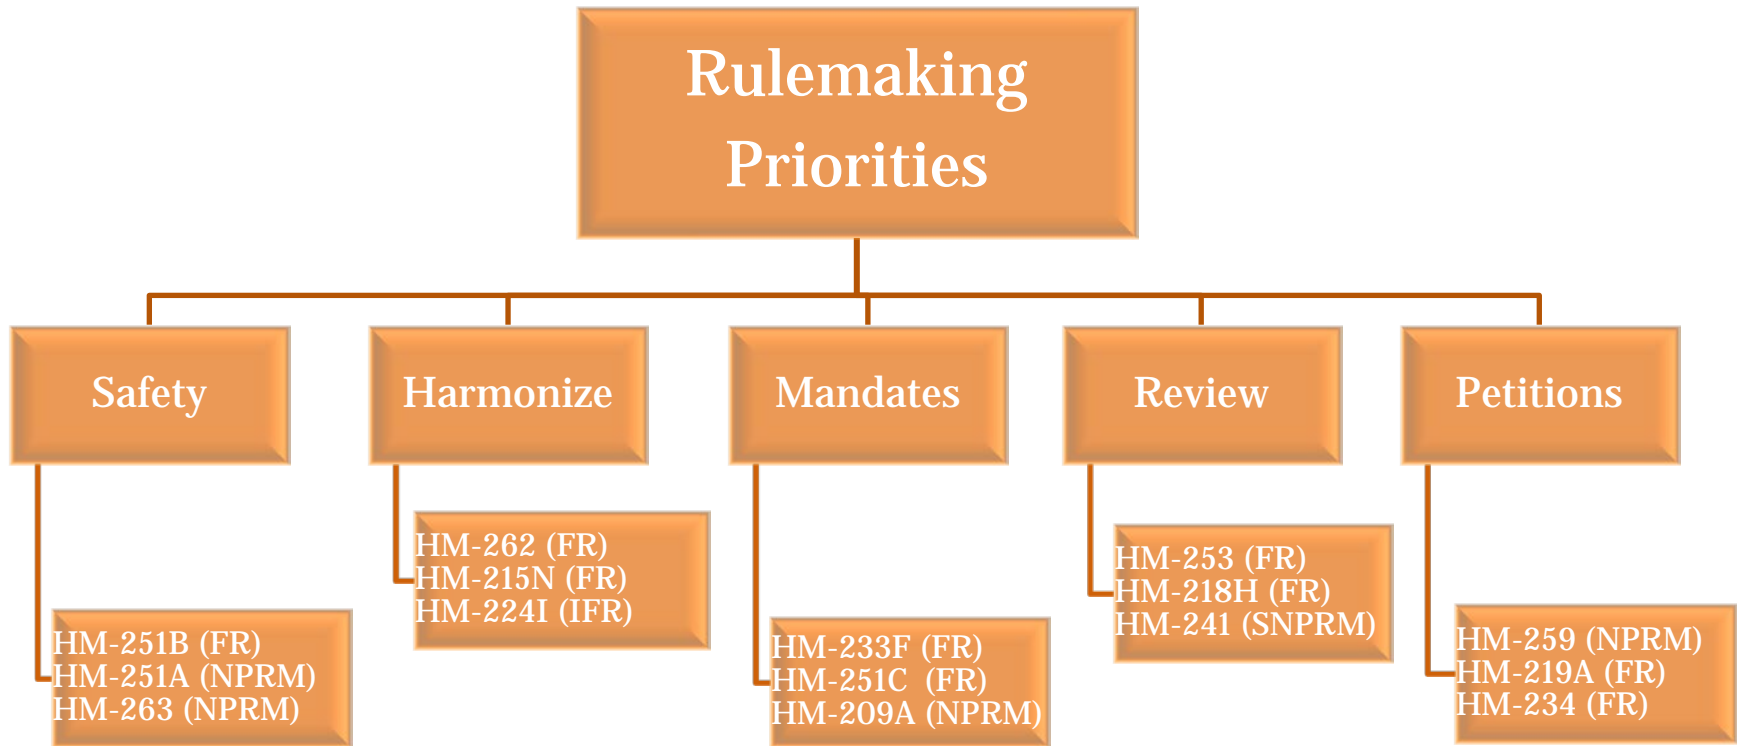 Rulemaking
Priorities
Safety
Harmonize
Mandates
Review
Petitions
HM-251B (FR)
HM-251A (NPRM)
HM-263 (NPRM)
HM-262 (FR)
HM-215N (FR)
HM-224I (IFR)
HM-233F (FR)
HM-251C  (FR)
HM-209A (NPRM)
HM-253 (FR)
HM-218H (FR)
HM-241 (SNPRM)
HM-259 (NPRM)
HM-219A (FR)
HM-234 (FR)